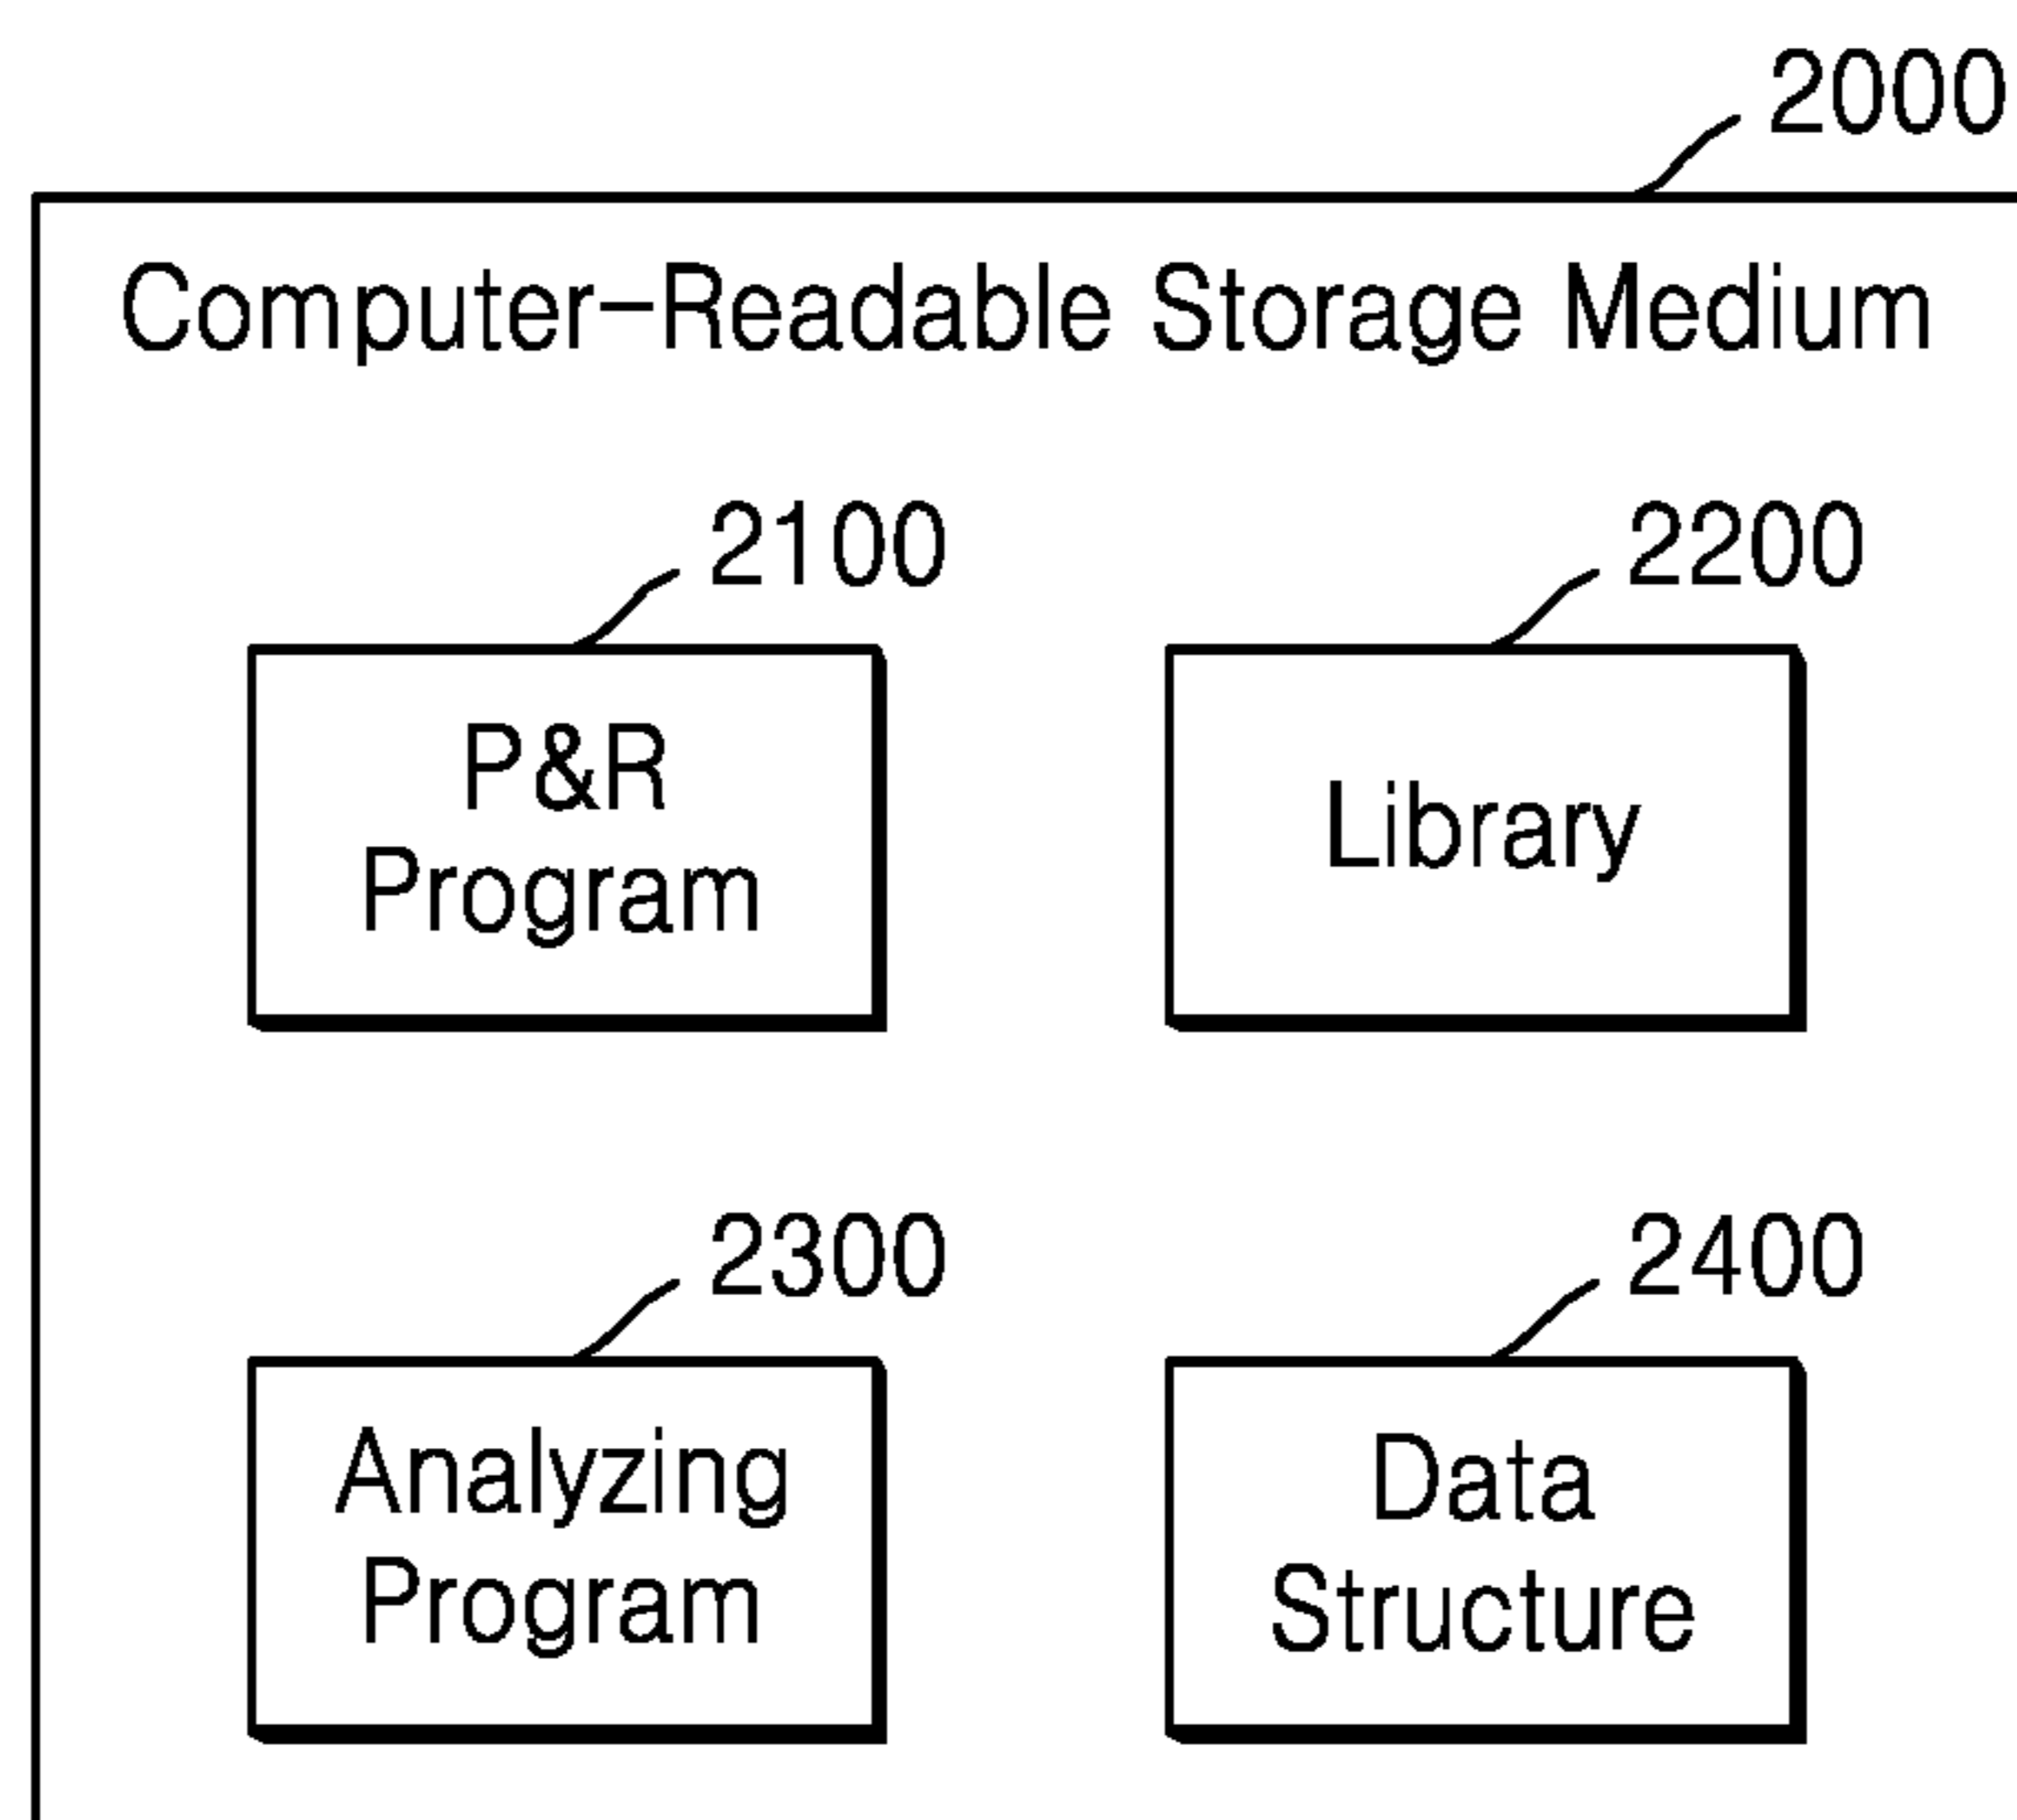 2000
Computer-Readable Storage Medium
2100
2200
P&R
Program
Library
2300
2400
Analyzing
Program
Data
Structure